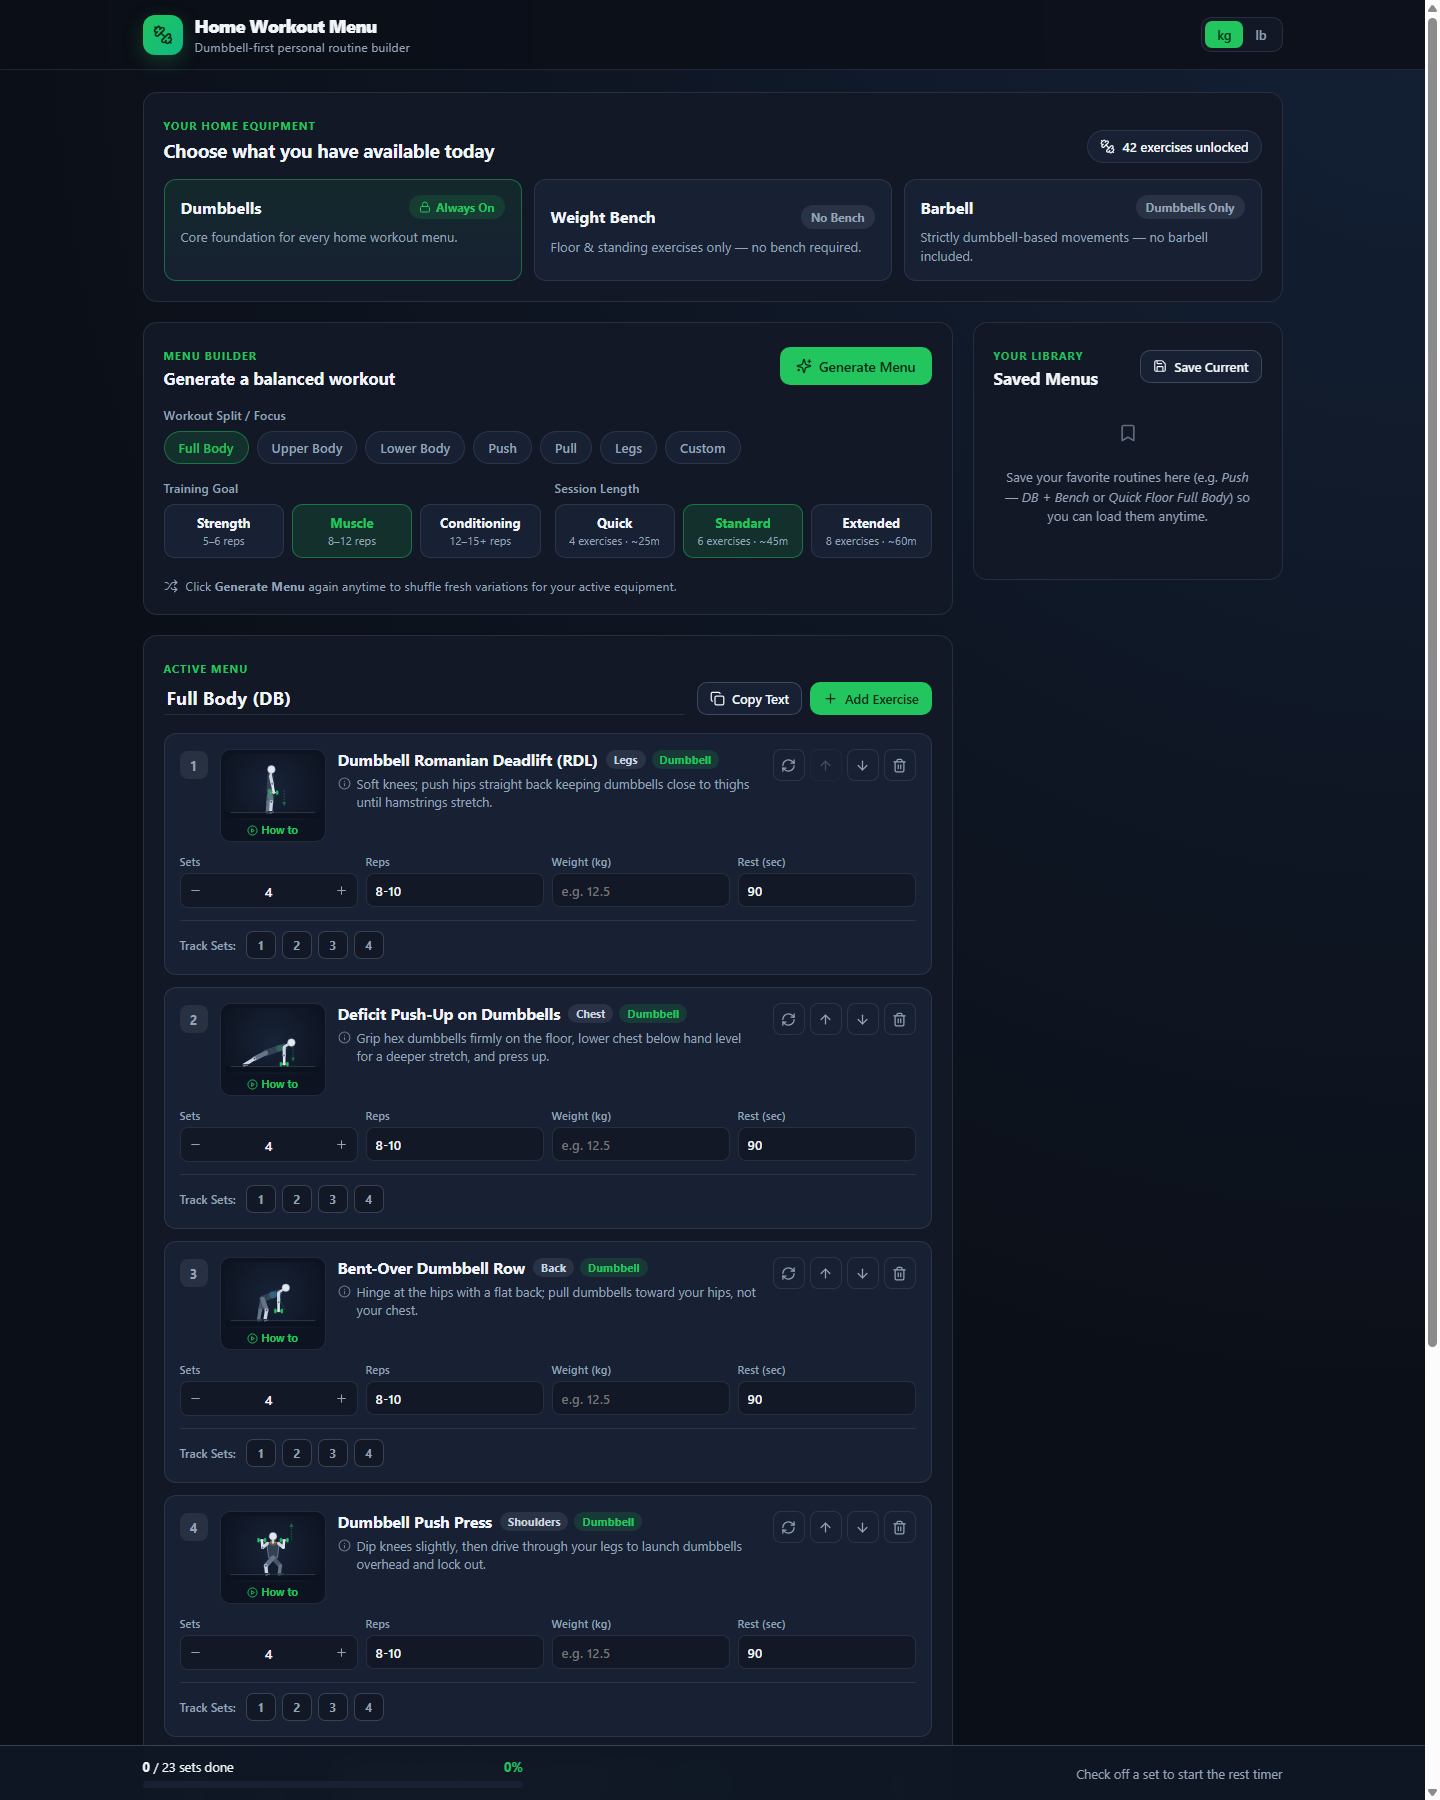 Home Workout Menu
Dumbbell-first personal routine builder
kg lb
YOUR HOME EQUIPMENT
Choose what you have available today
42 exercises unlocked
Dumbbells
Always On
Core foundation for every home workout menu.
Weight Bench
No Bench
Floor & standing exercises only — no bench required.
Barbell
Dumbbells Only
Strictly dumbbell-based movements — no barbell
included.
MENU BUILDER
Generate a balanced workout
Generate Menu
Workout Split / Focus
Full Body Upper Body Lower Body Push Pull Legs Custom
Training Goal
Strength
5–6 reps
Muscle
8–12 reps
Conditioning
12–15+ reps
Session Length
Quick
4 exercises · ~25m
Standard
6 exercises · ~45m
Extended
8 exercises · ~60m
Click Generate Menu again anytime to shuffle fresh variations for your active equipment.
YOUR LIBRARY
Saved Menus
Save Current
Save your favorite routines here (e.g. Push
— DB + Bench or Quick Floor Full Body) so
you can load them anytime.
ACTIVE MENU
Full Body (DB)
Copy Text
Add Exercise
1
How to
Dumbbell Romanian Deadlift (RDL) Legs Dumbbell
Soft knees; push hips straight back keeping dumbbells close to thighs
until hamstrings stretch.
Sets Reps Weight (kg) Rest (sec)
− 4 + 8-10 e.g. 12.5 90
Track Sets: 1 2 3 4
2
How to
Deficit Push-Up on Dumbbells Chest Dumbbell
Grip hex dumbbells firmly on the floor, lower chest below hand level
for a deeper stretch, and press up.
Sets Reps Weight (kg) Rest (sec)
− 4 + 8-10 e.g. 12.5 90
Track Sets: 1 2 3 4
3
How to
Bent-Over Dumbbell Row Back Dumbbell
Hinge at the hips with a flat back; pull dumbbells toward your hips, not
your chest.
Sets Reps Weight (kg) Rest (sec)
− 4 + 8-10 e.g. 12.5 90
Track Sets: 1 2 3 4
4
How to
Dumbbell Push Press Shoulders Dumbbell
Dip knees slightly, then drive through your legs to launch dumbbells
overhead and lock out.
Sets Reps Weight (kg) Rest (sec)
− 4 + 8-10 e.g. 12.5 90
Track Sets: 1 2 3 4
0 / 23 sets done 0%
Check off a set to start the rest timer